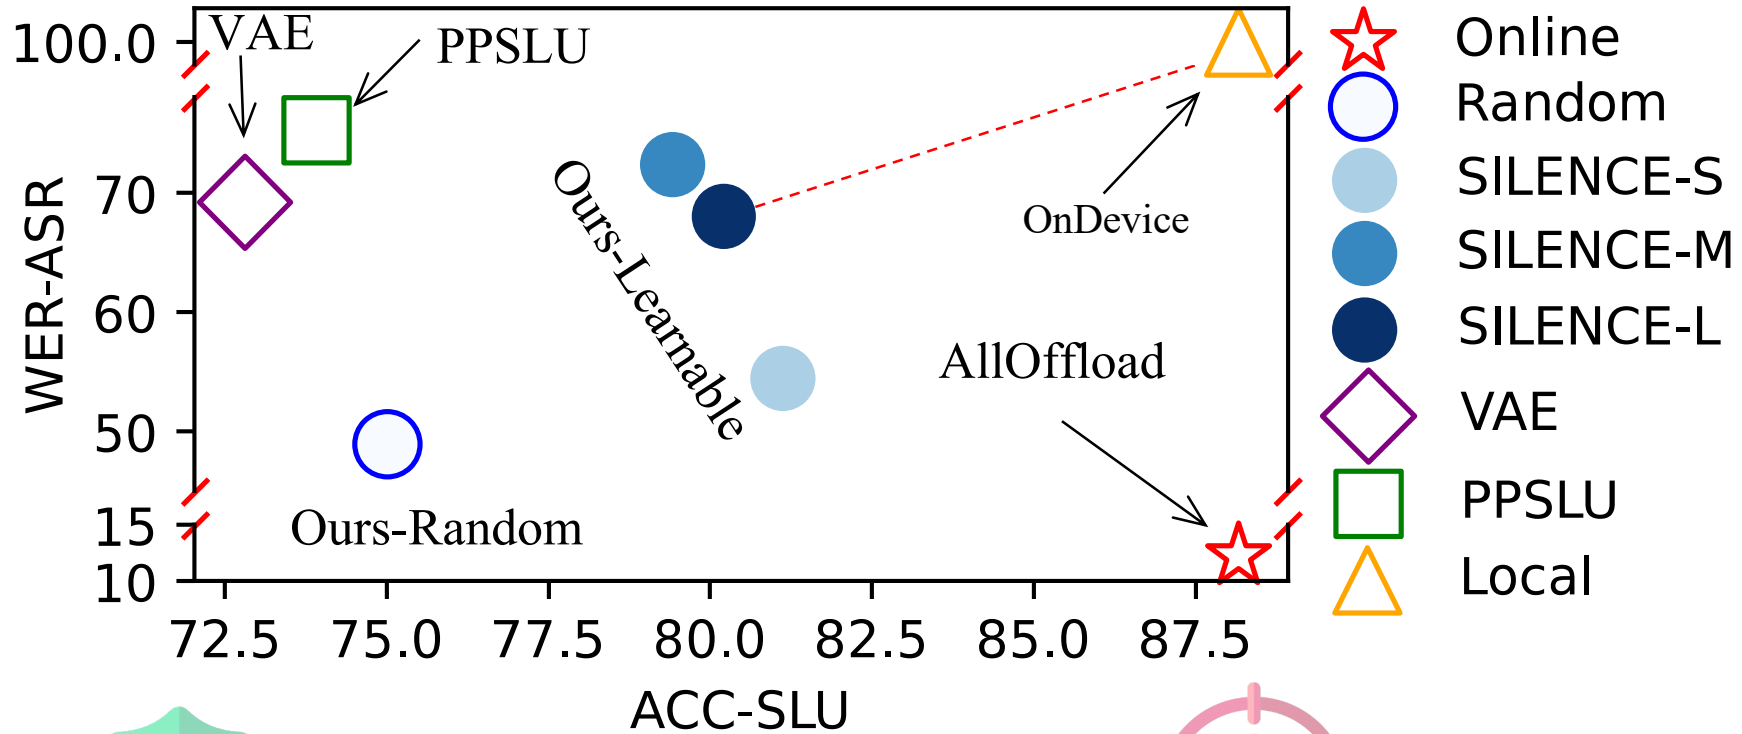 100.0
70
60
50
15
10
WER-ASR
VAE
PPSLU
Ours-Learnable
OnDevice
AllOffload
Ours-Random
72.5
75.0
77.5
80.0
82.5
85.0
87.5
ACC-SLU
Online
Random
SILENCE-S
SILENCE-M
SILENCE-L
VAE
PPSLU
Local